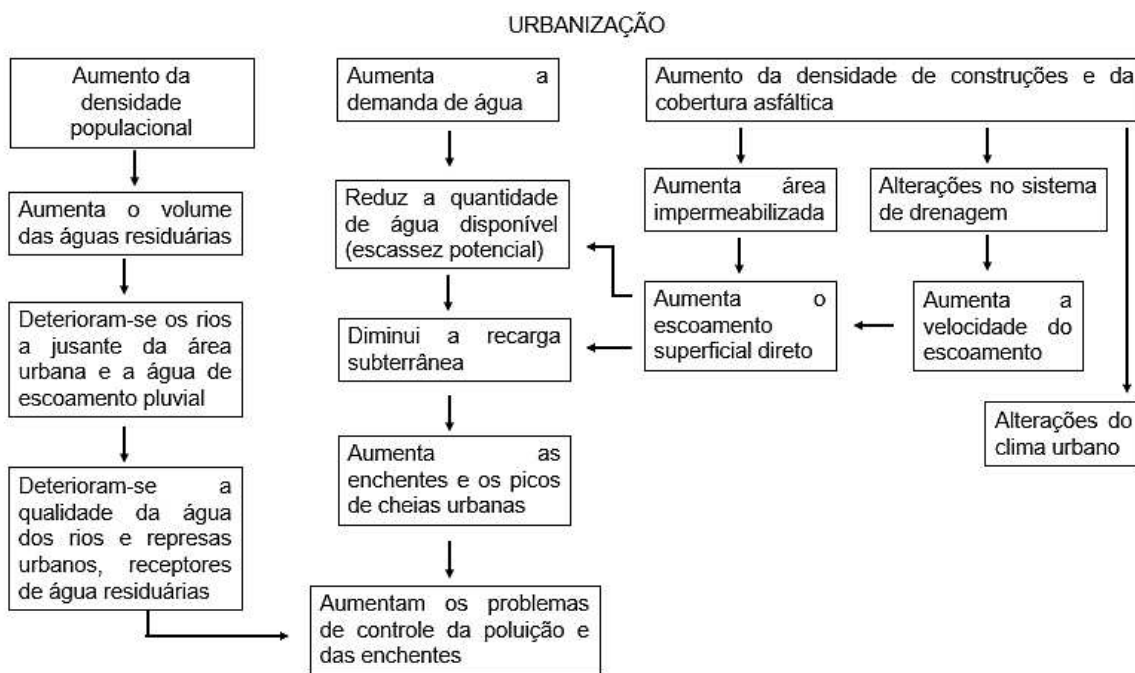 URBANIZAÇÃO
Aumento da
densidade
populacional
Aumenta o volume
das águas residuárias
Deterioram-se os rios
a jusante da área
urbana e a água de
escoamento pluvial
Deterioram-se a
qualidade da água
dos rios e represas
urbanos, receptores
de água residuárias
Aumenta a
demanda de água
Reduz a quantidade
de água disponível
(escassez potencial)
Diminui a recarga
subterrânea
Aumenta as
enchentes e os picos
de cheias urbanas
Aumentam os problemas
de controle da poluição e
das enchentes
Aumento da densidade de construções e da
cobertura asfáltica
Aumenta área
impermeabilizada
Aumenta o
escoamento
superficial direto
Alterações no sistema
de drenagem
Aumenta a
velocidade do
escoamento
Alterações do
clima urbano